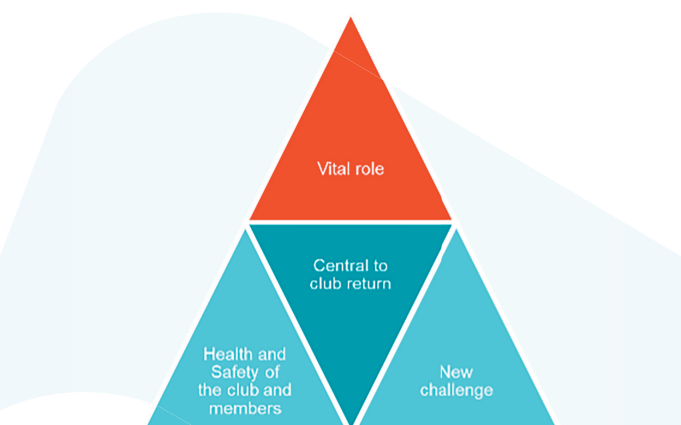 Vital role
Central to
club return
Health and
Safety of
the club and
members
New
challenge